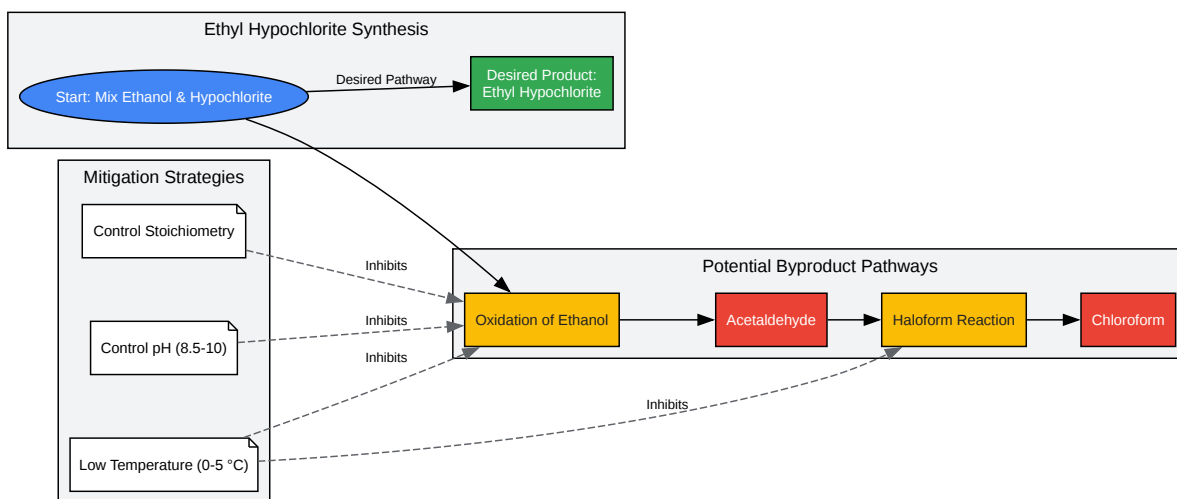 Ethyl Hypochlorite Synthesis
Start: Mix Ethanol & Hypochlorite
Desired Pathway
Desired Product:
Ethyl Hypochlorite
Mitigation Strategies
Control Stoichiometry
Inhibits
Control pH (8.5-10)
Inhibits
Inhibits
Low Temperature (0-5 °C)
Inhibits
Potential Byproduct Pathways
Oxidation of Ethanol
Acetaldehyde
Haloform Reaction
Chloroform